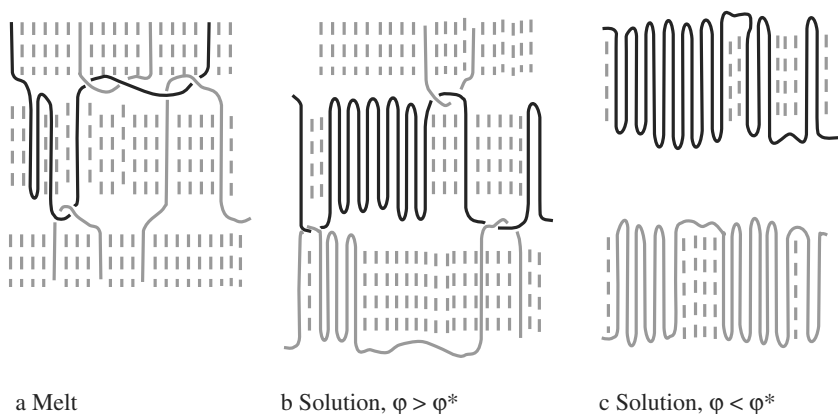 a Melt
b Solution, φ > φ*
c Solution, φ < φ*